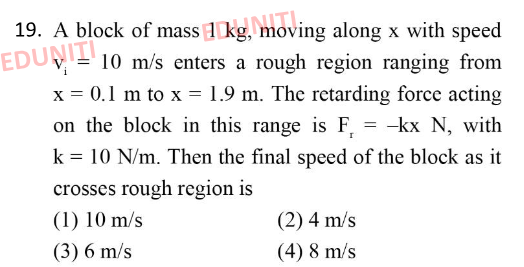 19. A block of mass 1 kg, moving along x with speed
vᵢ = 10 m/s enters a rough region ranging from
x = 0.1 m to x = 1.9 m. The retarding force acting
on the block in this range is Fᵣ = –kx N, with
k = 10 N/m. Then the final speed of the block as it
crosses rough region is
(1) 10 m/s (2) 4 m/s
(3) 6 m/s (4) 8 m/s
EDUNITI
EDUNITI